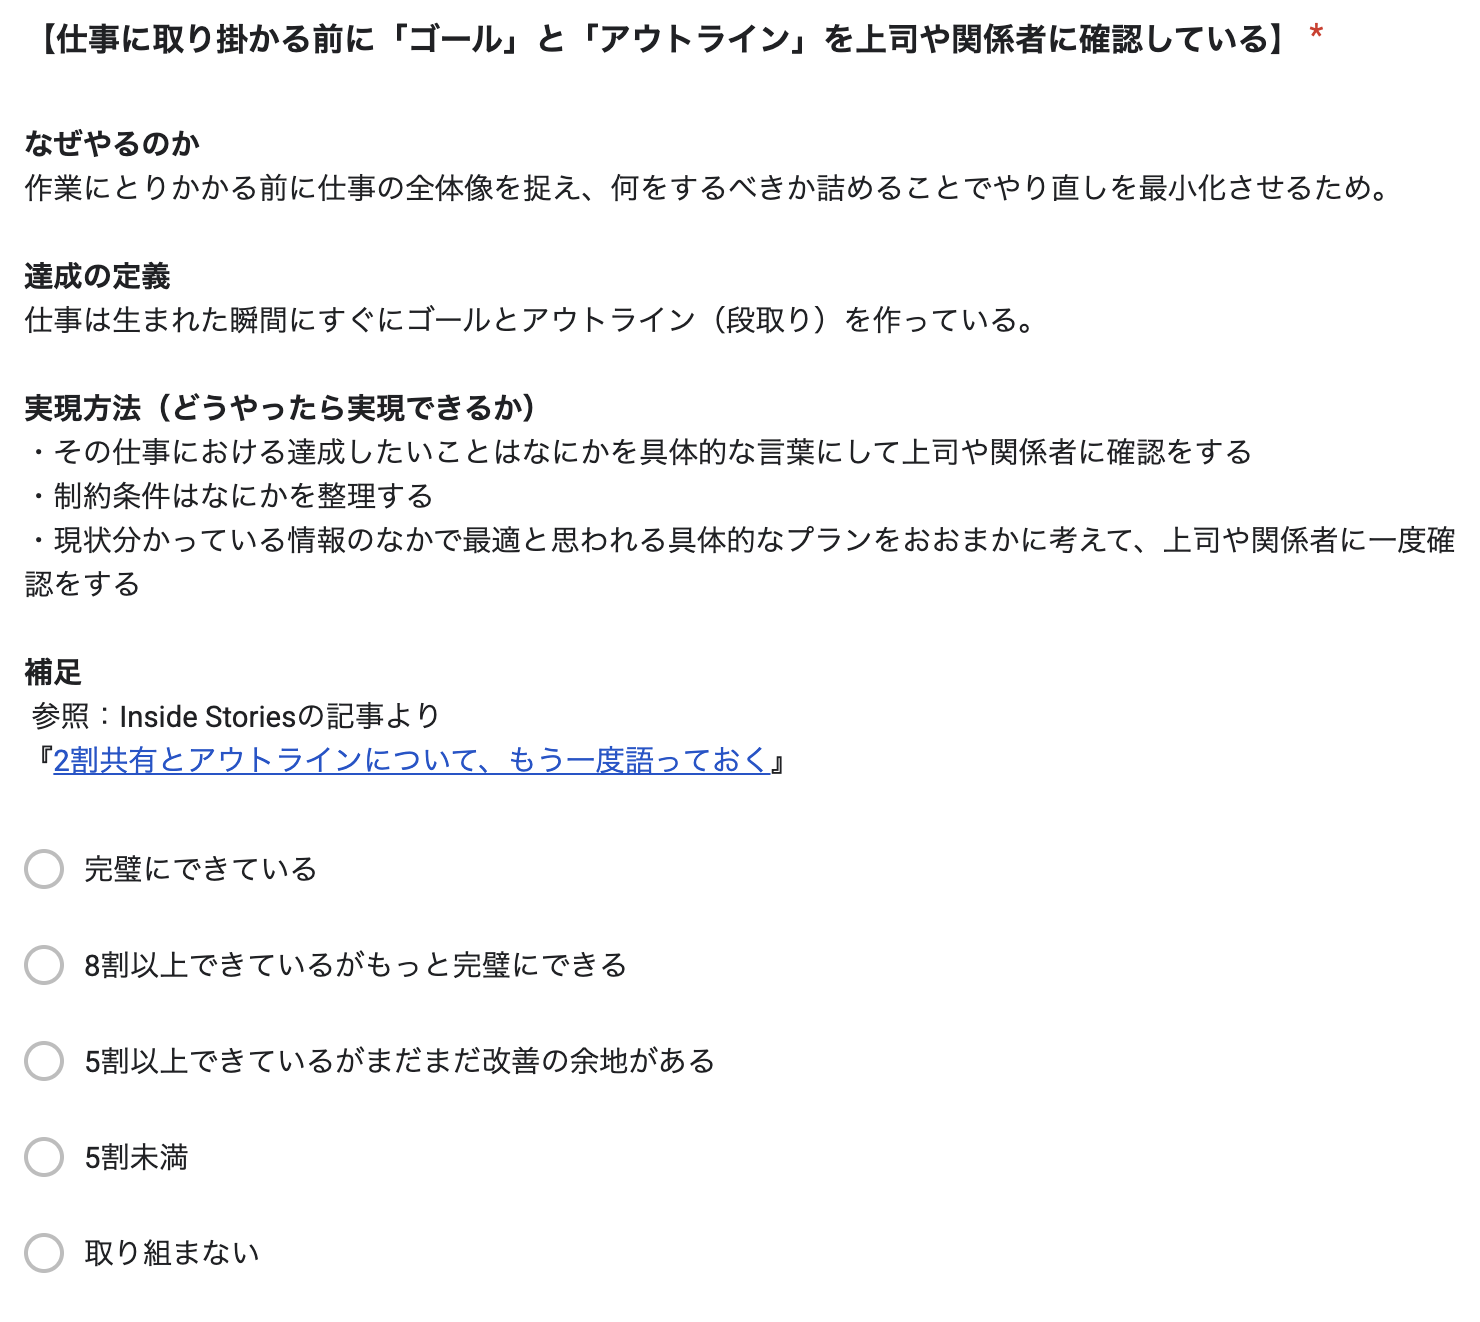 【仕事に取り掛かる前に「ゴール」と「アウトライン」を上司や関係者に確認している】 *
なぜやるのか
作業にとりかかる前に仕事の全体像を捉え、何をするべきか詰めることでやり直しを最小化させるため。
達成の定義
仕事は生まれた瞬間にすぐにゴールとアウトライン（段取り）を作っている。
実現方法（どうやったら実現できるか）
・その仕事における達成したいことはなにかを具体的な言葉にして上司や関係者に確認をする
・制約条件はなにかを整理する
・現状分かっている情報のなかで最適と思われる具体的なプランをおおまかに考えて、上司や関係者に一度確
認をする
補足
参照：Inside Storiesの記事より
『2割共有とアウトラインについて、もう一度語っておく』
完璧にできている
8割以上できているがもっと完璧にできる
5割以上できているがまだまだ改善の余地がある
5割未満
取り組まない